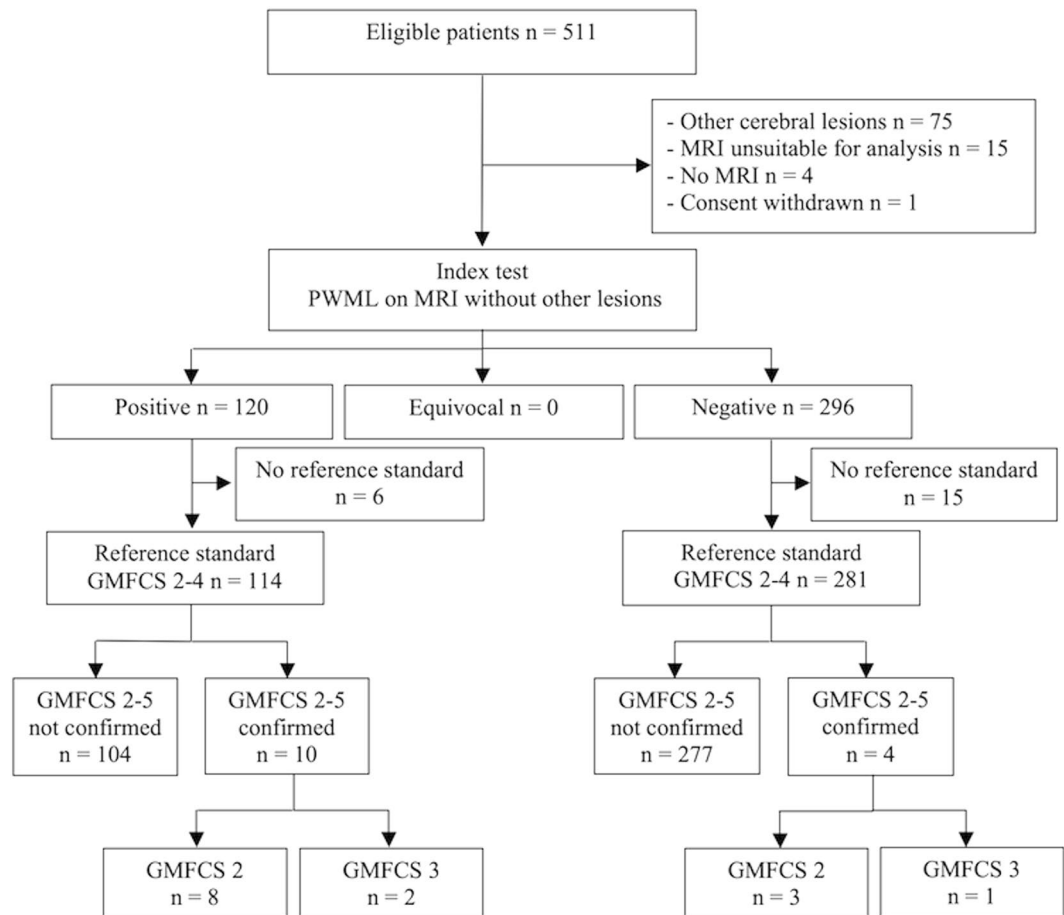 Eligible patients n = 511
- Other cerebral lesions n = 75
- MRI unsuitable for analysis n = 15
- No MRI n = 4
- Consent withdrawn n = 1
Index test
PWML on MRI without other lesions
Positive n = 120
Equivocal n = 0
Negative n = 296
No reference standard
n = 6
No reference standard
n = 15
Reference standard
GMFCS 2-4 n = 114
Reference standard
GMFCS 2-4 n = 281
GMFCS 2-5
not confirmed
n = 104
GMFCS 2-5
confirmed
n = 10
GMFCS 2-5
not confirmed
n = 277
GMFCS 2-5
confirmed
n = 4
GMFCS 2
n = 8
GMFCS 3
n = 2
GMFCS 2
n = 3
GMFCS 3
n = 1